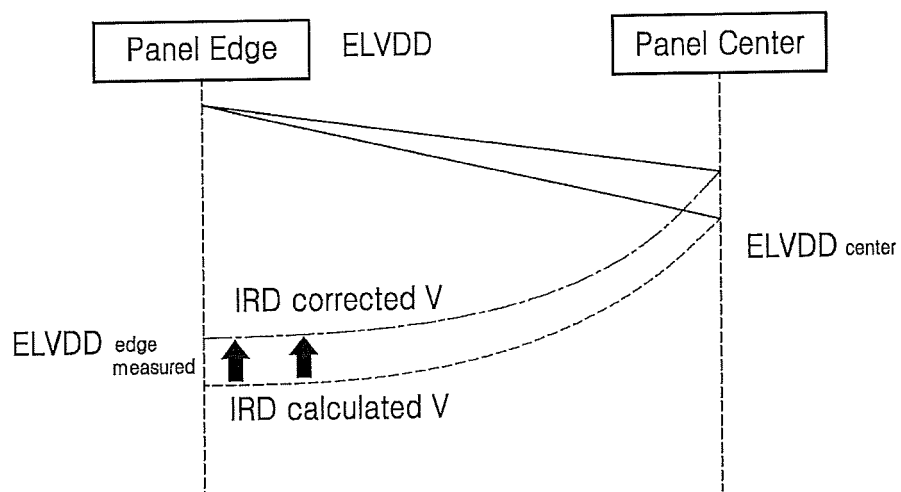 Panel Edge
ELVDD
Panel Center
ELVDD center
IRD corrected V
ELVDD edge
measured
IRD calculated V